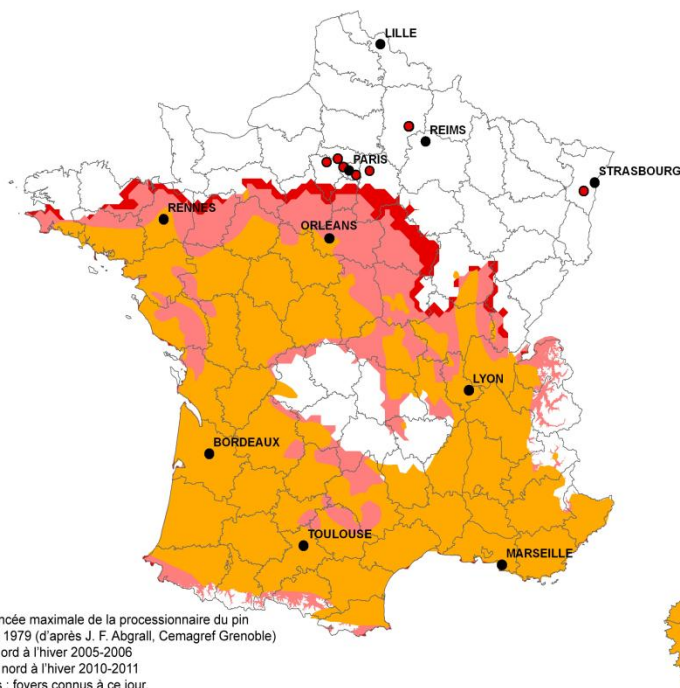 LILLE
REIMS
PARIS
STRASBOURG
RENNES
ORLEANS
LYON
BORDEAUX
TOULOUSE
MARSEILLE
ncée maximale de la processionnaire du pin
1979 (d'après J. F. Abgrall, Cemagref Grenoble)
ord à l'hiver 2005-2006
nord à l'hiver 2010-2011
s : foyers connus à ce jour